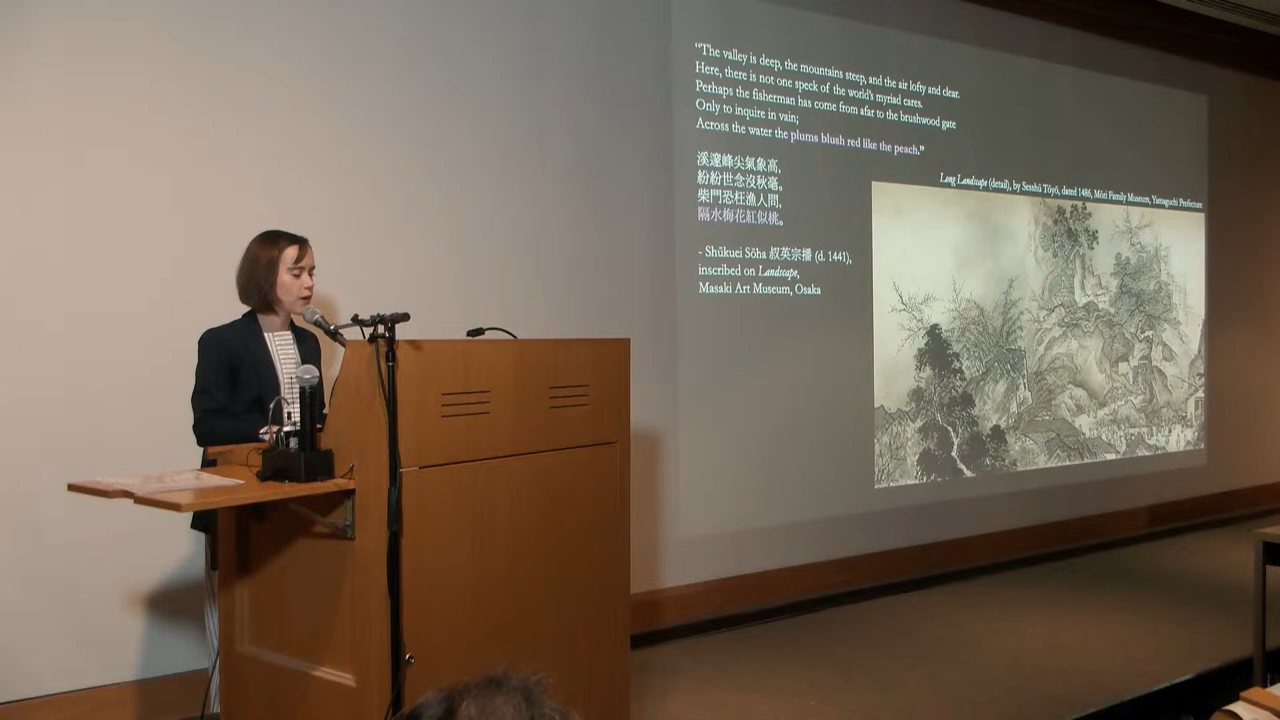 “The valley is deep, the mountains steep, and the air lofty and clear.
Here, there is not one speck of the world’s myriad cares.
Perhaps the fisherman has come from afar to the brushwood gate
Only to inquire in vain;
Across the water the plums blush red like the peach.”
溪邃峰尖氣象高,
紛紛世念沒秋毫。
柴門恐枉漁人問,
隔水梅花紅似桃。
- Shūkuei Sōha 叔英宗播 (d. 1441),
inscribed on Landscape,
Masaki Art Museum, Osaka
Long Landscape (detail), by Sesshū Tōyō, dated 1486, Mōri Family Museum, Yamaguchi Prefecture